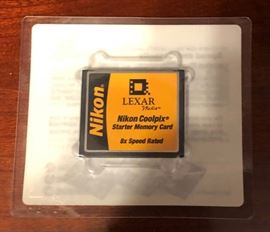 Nikon
LEXAR
Media
Nikon Coolpix®
Starter Memory Card
8x Speed Rated